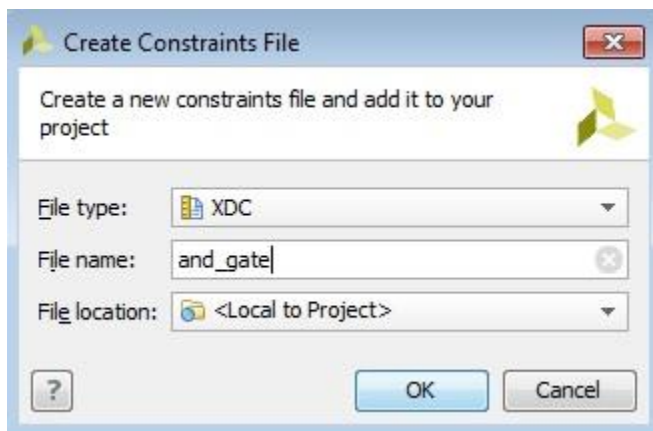 Create Constraints File
Create a new constraints file and add it to your
project
File type: XDC
File name: and_gate
File location: <Local to Project>
? OK Cancel